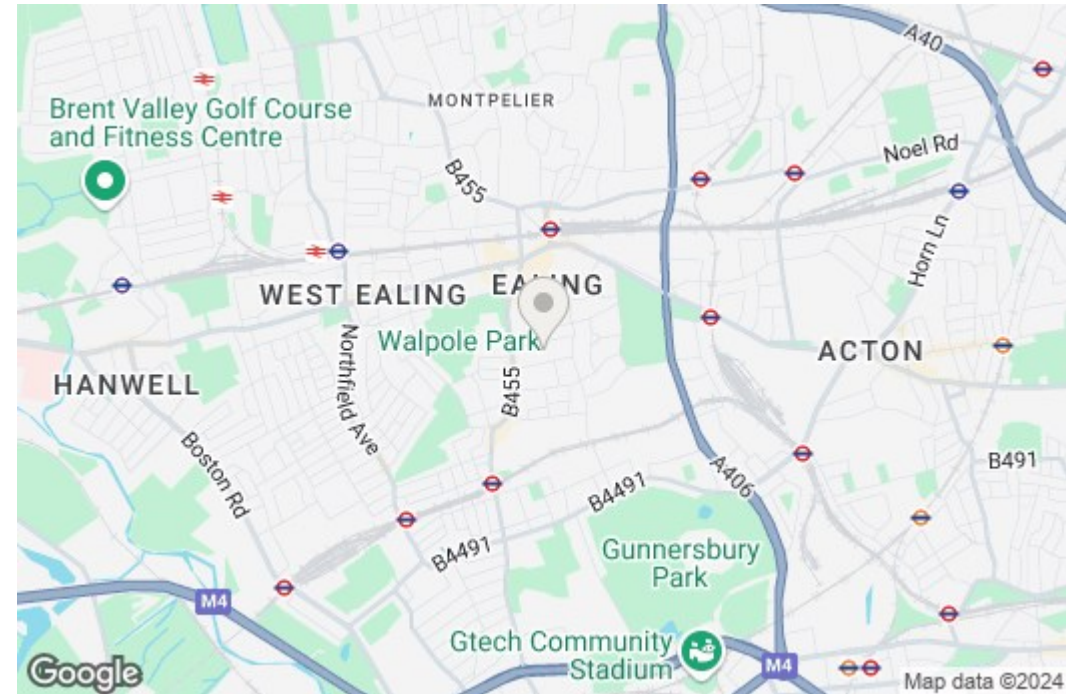 A40
Brent Valley Golf Course
and Fitness Centre
MONTPELIER
Noel Rd
B455
Horn Ln
WEST EALING
EALING
Walpole Park
ACTON
Northfield Ave
B455
HANWELL
Boston Rd
B491
A406
B4491
B4491
Gunnersbury
Park
M4
Gtech Community
Stadium
M4
Google
Map data ©2024